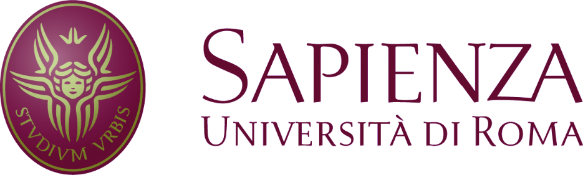 STVDIVM VRBIS
SAPIENZA
UNIVERSITÀ DI ROMA